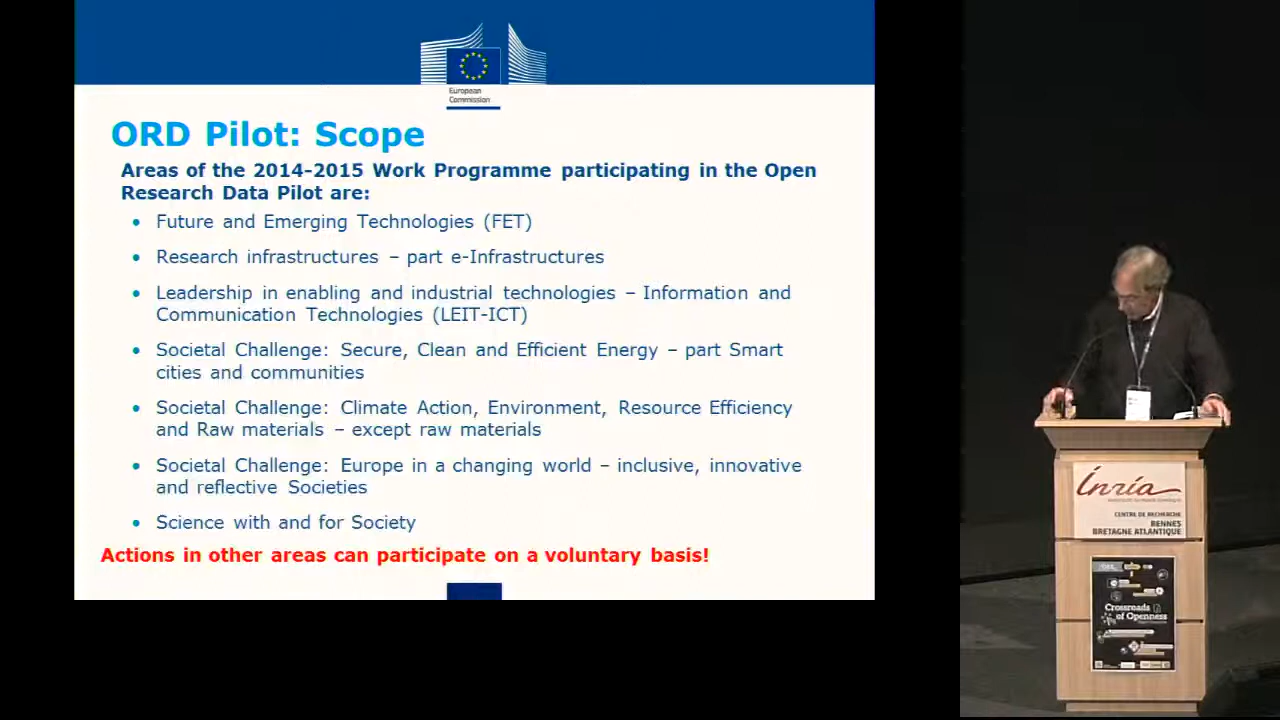 European
Commission
ORD Pilot: Scope
Areas of the 2014-2015 Work Programme participating in the Open
Research Data Pilot are:
• Future and Emerging Technologies (FET)
• Research infrastructures – part e-Infrastructures
• Leadership in enabling and industrial technologies – Information and
Communication Technologies (LEIT-ICT)
• Societal Challenge: Secure, Clean and Efficient Energy – part Smart
cities and communities
• Societal Challenge: Climate Action, Environment, Resource Efficiency
and Raw materials – except raw materials
• Societal Challenge: Europe in a changing world – inclusive, innovative
and reflective Societies
• Science with and for Society
Actions in other areas can participate on a voluntary basis!
Inria
CENTRE DE RECHERCHE
RENNES
BRETAGNE ATLANTIQUE
Crossroads
of Openness